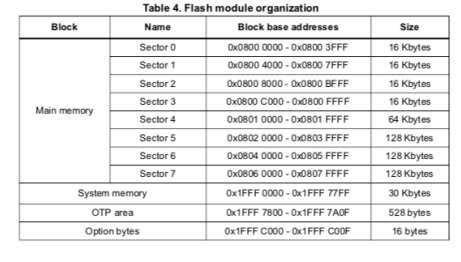 Table 4. Flash module organization
Block Name Block base addresses Size
Main memory
Sector 0 0x0800 0000 - 0x0800 3FFF 16 Kbytes
Sector 1 0x0800 4000 - 0x0800 7FFF 16 Kbytes
Sector 2 0x0800 8000 - 0x0800 BFFF 16 Kbytes
Sector 3 0x0800 C000 - 0x0800 FFFF 16 Kbytes
Sector 4 0x0801 0000 - 0x0801 FFFF 64 Kbytes
Sector 5 0x0802 0000 - 0x0803 FFFF 128 Kbytes
Sector 6 0x0804 0000 - 0x0805 FFFF 128 Kbytes
Sector 7 0x0806 0000 - 0x0807 FFFF 128 Kbytes
System memory 0x1FFF 0000 - 0x1FFF 77FF 30 Kbytes
OTP area 0x1FFF 7800 - 0x1FFF 7A0F 528 bytes
Option bytes 0x1FFF C000 - 0x1FFF C00F 16 bytes